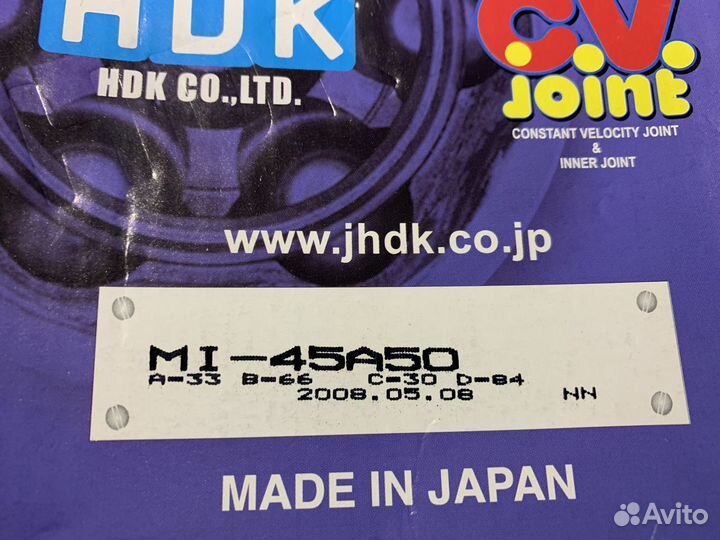 HDK
HDK CO.,LTD.
C.V.
Joint
CONSTANT VELOCITY JOINT
&
INNER JOINT
www.jhdk.co.jp
MI-45A50
A-33 B-66 C-30 D-84
2008.05.08 NN
MADE IN JAPAN
Avito